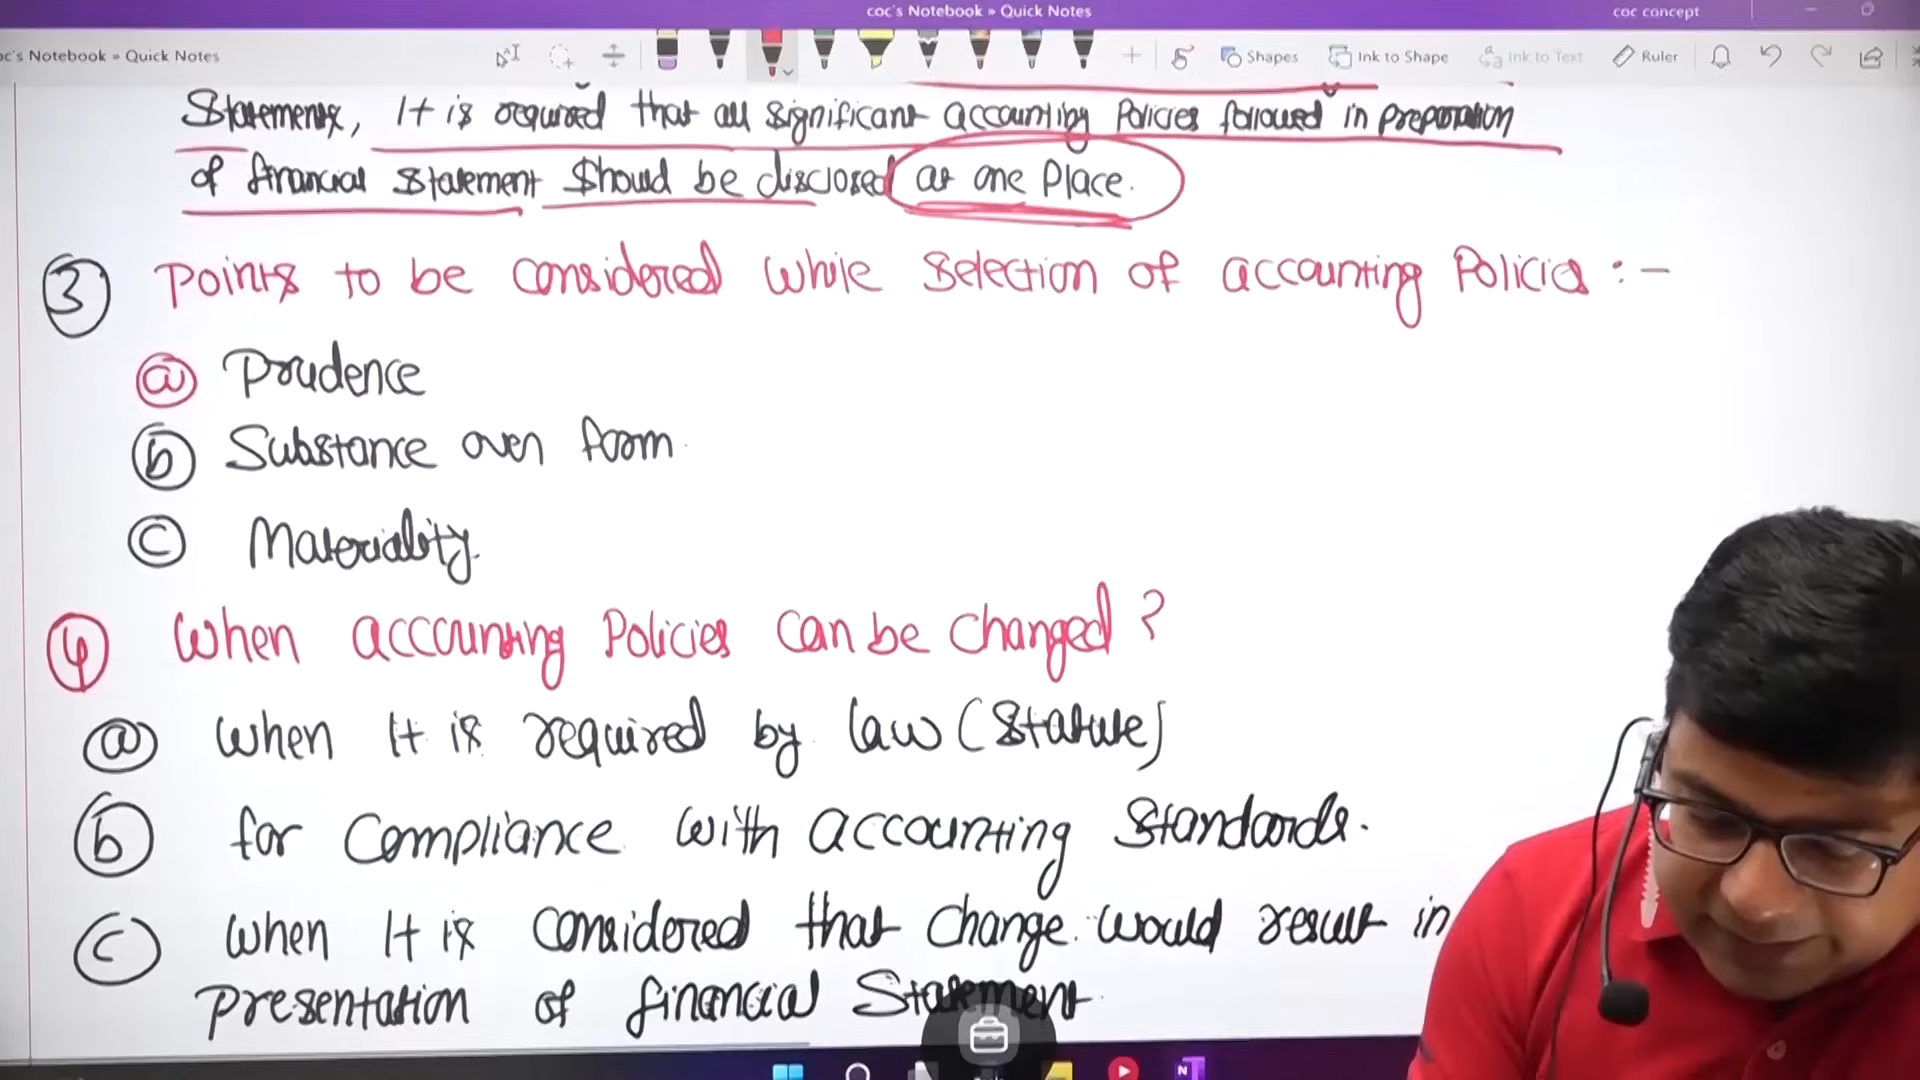 coc's Notebook » Quick Notes
coc concept
oc's Notebook » Quick Notes
Shapes
Ink to Shape
Ink to Text
Ruler
Statements, It is required that all significant accounting Policies followed in preparation
of financial statement should be disclosed at one Place.
3 Points to be considered while Selection of accounting Policies :-
a Prudence
b Substance over form.
c Materiality.
4 When accounting Policies can be changed ?
a when It is required by law (Statute)
b for compliance with accounting Standards.
c when It is considered that change would result in
presentation of financial Statement